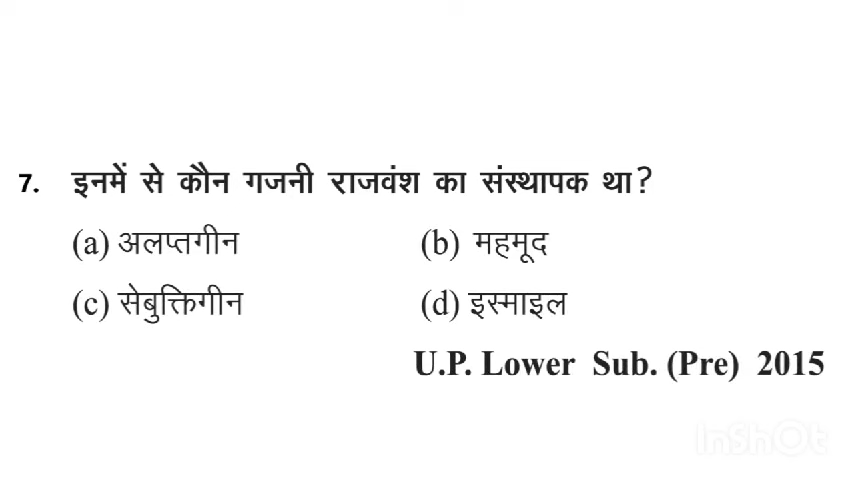 7. इनमें से कौन गजनी राजवंश का संस्थापक था?
(a) अलप्तगीन (b) महमूद
(c) सेबुक्तिगीन (d) इस्माइल
U.P. Lower Sub. (Pre) 2015
InShOt